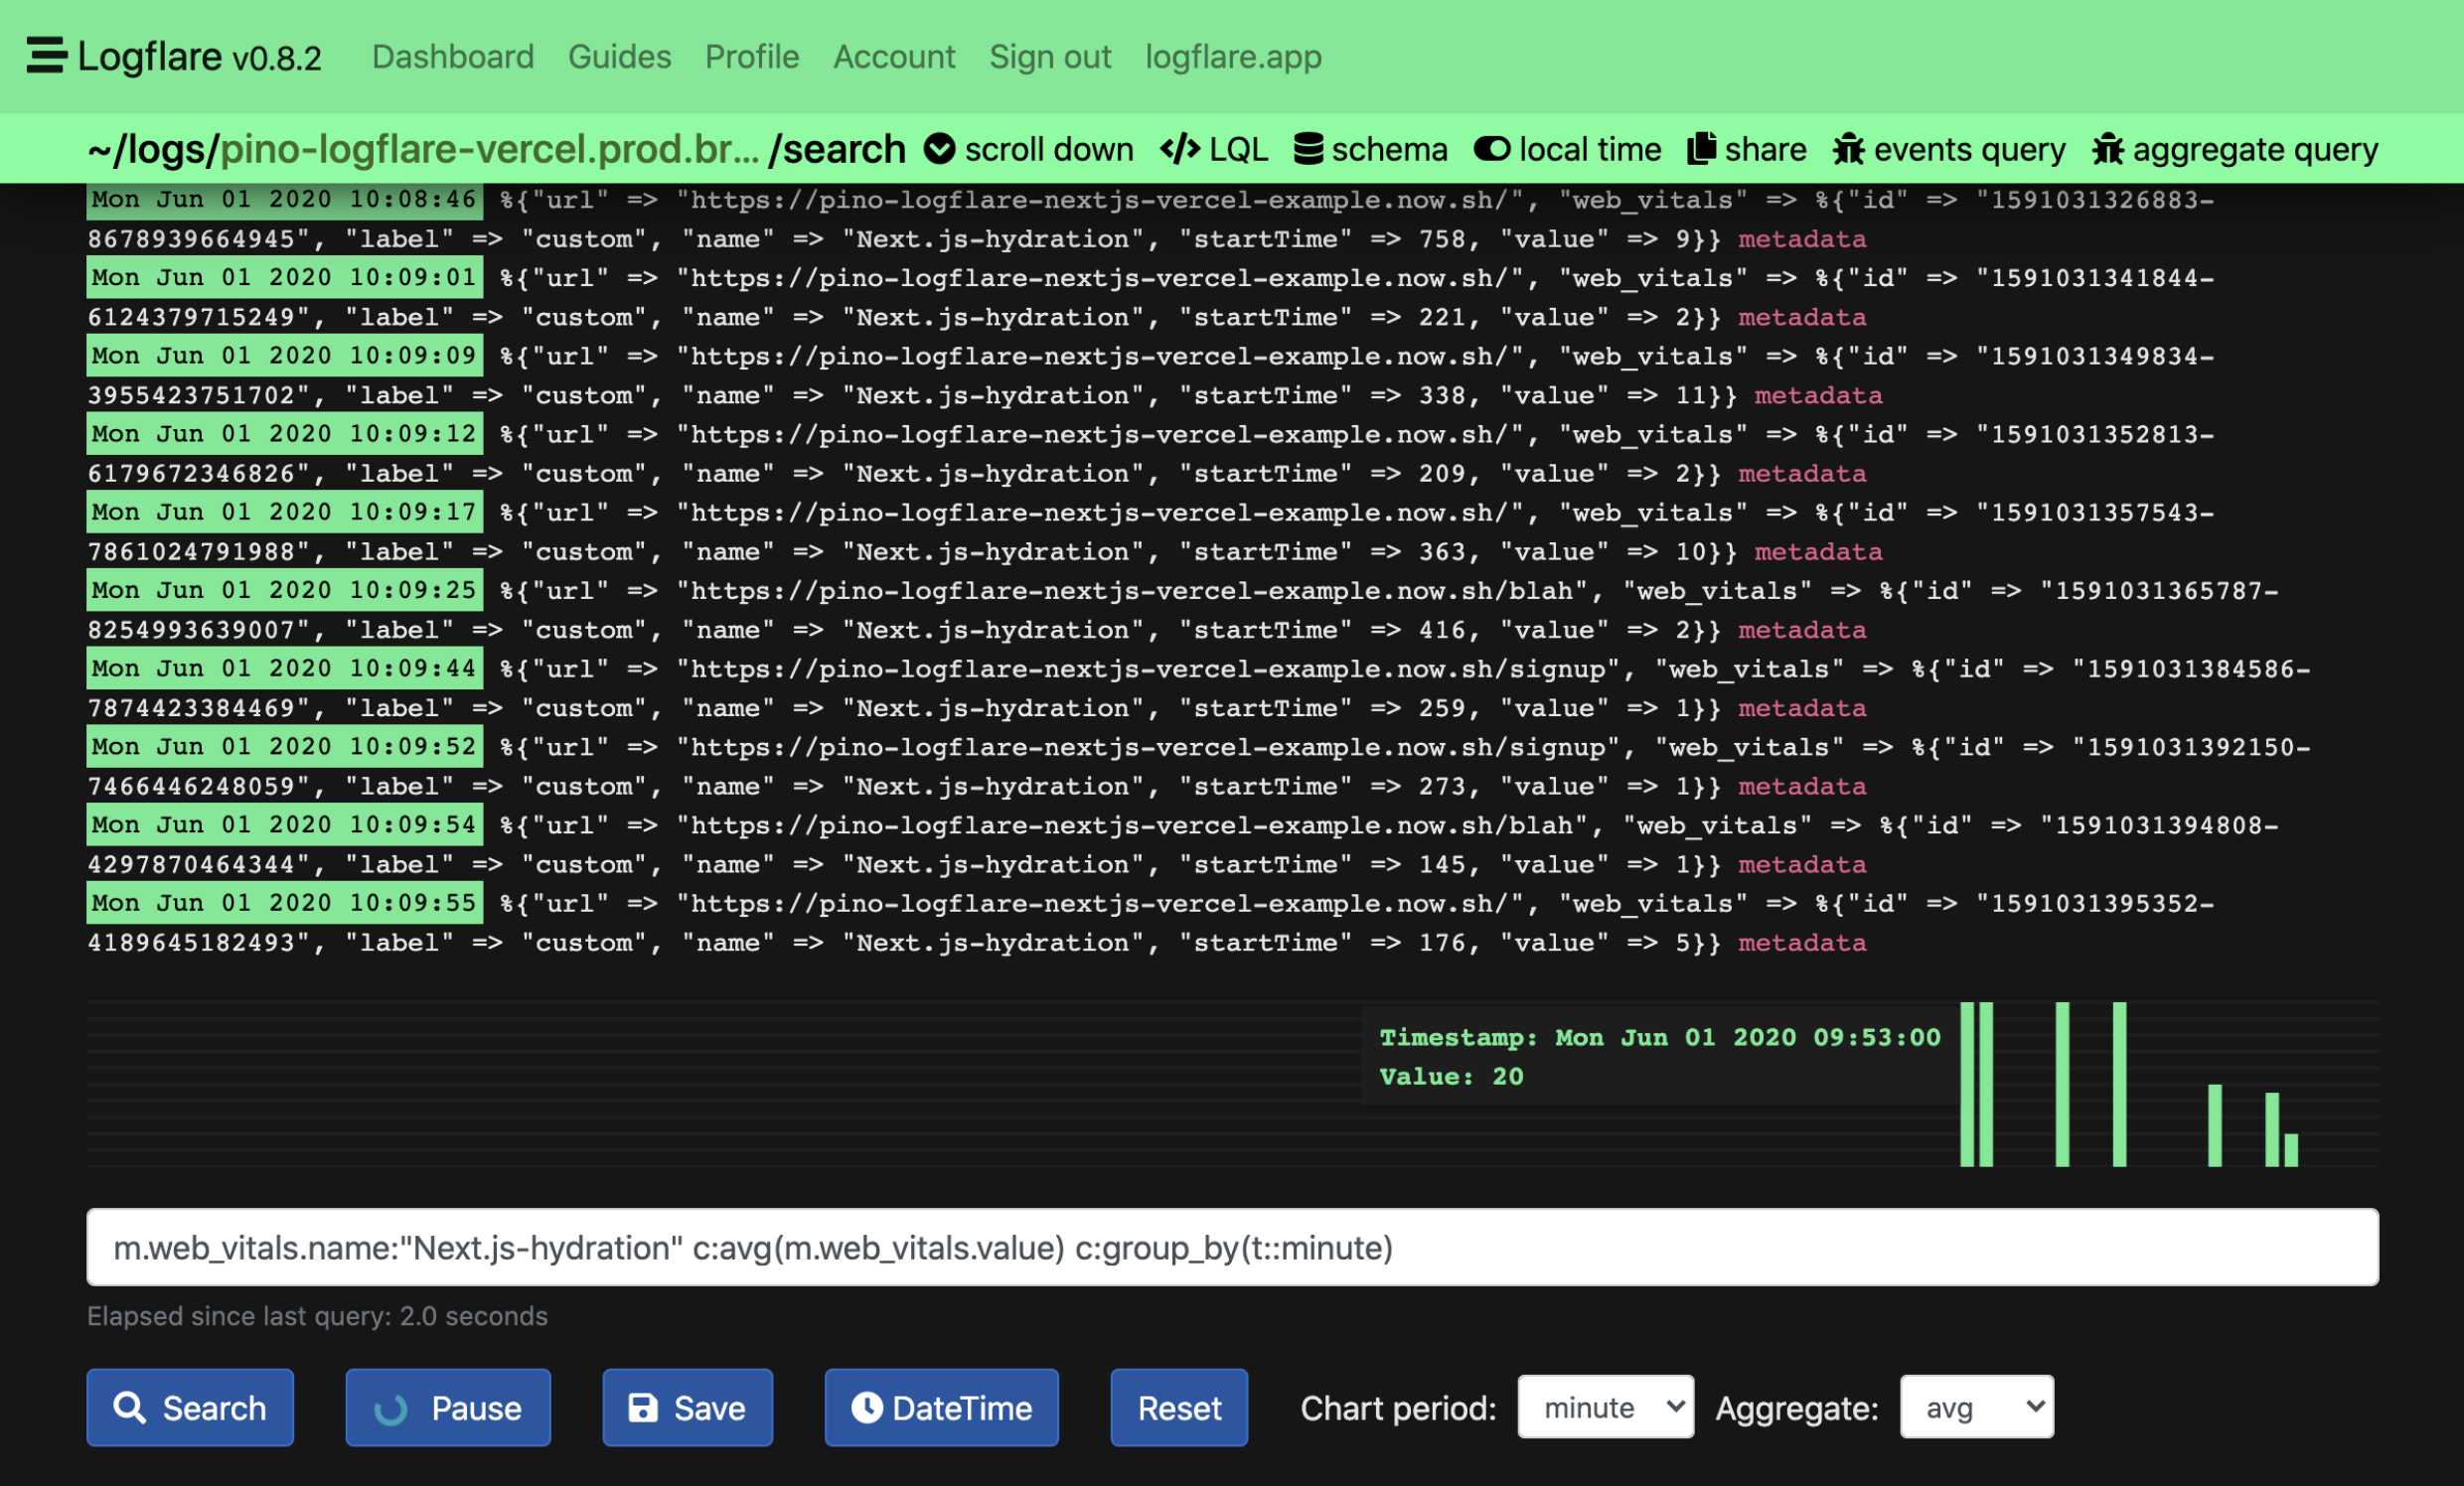 Logflare v0.8.2 Dashboard Guides Profile Account Sign out logflare.app
~/logs/pino-logflare-vercel.prod.br... /search scroll down </> LQL schema local time share events query aggregate query
Mon Jun 01 2020 10:08:46 %{"url" => "https://pino-logflare-nextjs-vercel-example.now.sh/", "web_vitals" => %{"id" => "1591031326883-
8678939664945", "label" => "custom", "name" => "Next.js-hydration", "startTime" => 758, "value" => 9}} metadata
Mon Jun 01 2020 10:09:01 %{"url" => "https://pino-logflare-nextjs-vercel-example.now.sh/", "web_vitals" => %{"id" => "1591031341844-
6124379715249", "label" => "custom", "name" => "Next.js-hydration", "startTime" => 221, "value" => 2}} metadata
Mon Jun 01 2020 10:09:09 %{"url" => "https://pino-logflare-nextjs-vercel-example.now.sh/", "web_vitals" => %{"id" => "1591031349834-
3955423751702", "label" => "custom", "name" => "Next.js-hydration", "startTime" => 338, "value" => 11}} metadata
Mon Jun 01 2020 10:09:12 %{"url" => "https://pino-logflare-nextjs-vercel-example.now.sh/", "web_vitals" => %{"id" => "1591031352813-
6179672346826", "label" => "custom", "name" => "Next.js-hydration", "startTime" => 209, "value" => 2}} metadata
Mon Jun 01 2020 10:09:17 %{"url" => "https://pino-logflare-nextjs-vercel-example.now.sh/", "web_vitals" => %{"id" => "1591031357543-
7861024791988", "label" => "custom", "name" => "Next.js-hydration", "startTime" => 363, "value" => 10}} metadata
Mon Jun 01 2020 10:09:25 %{"url" => "https://pino-logflare-nextjs-vercel-example.now.sh/blah", "web_vitals" => %{"id" => "1591031365787-
8254993639007", "label" => "custom", "name" => "Next.js-hydration", "startTime" => 416, "value" => 2}} metadata
Mon Jun 01 2020 10:09:44 %{"url" => "https://pino-logflare-nextjs-vercel-example.now.sh/signup", "web_vitals" => %{"id" => "1591031384586-
7874423384469", "label" => "custom", "name" => "Next.js-hydration", "startTime" => 259, "value" => 1}} metadata
Mon Jun 01 2020 10:09:52 %{"url" => "https://pino-logflare-nextjs-vercel-example.now.sh/signup", "web_vitals" => %{"id" => "1591031392150-
7466446248059", "label" => "custom", "name" => "Next.js-hydration", "startTime" => 273, "value" => 1}} metadata
Mon Jun 01 2020 10:09:54 %{"url" => "https://pino-logflare-nextjs-vercel-example.now.sh/blah", "web_vitals" => %{"id" => "1591031394808-
4297870464344", "label" => "custom", "name" => "Next.js-hydration", "startTime" => 145, "value" => 1}} metadata
Mon Jun 01 2020 10:09:55 %{"url" => "https://pino-logflare-nextjs-vercel-example.now.sh/", "web_vitals" => %{"id" => "1591031395352-
4189645182493", "label" => "custom", "name" => "Next.js-hydration", "startTime" => 176, "value" => 5}} metadata
Timestamp: Mon Jun 01 2020 09:53:00
Value: 20
m.web_vitals.name:"Next.js-hydration" c:avg(m.web_vitals.value) c:group_by(t::minute)
Elapsed since last query: 2.0 seconds
Search Pause Save DateTime Reset Chart period: minute Aggregate: avg